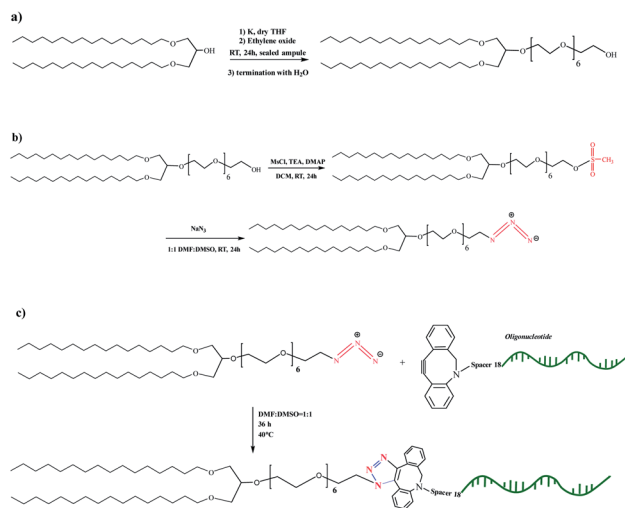 a)
1) K, dry THF
2) Ethylene oxide
RT, 24h, sealed ampule
3) termination with H2O
O
OH
O
O
O
O
6
OH
O
b)
O
O
O
6
OH
O
MsCl, TEA, DMAP
DCM, RT, 24h
O
O
O
6
O
S
O
O
CH3
O
NaN3
1:1 DMF:DMSO, RT, 24h
O
O
O
6
N
N
N
⊕
⊖
O
c)
O
O
O
6
N
N
N
⊕
⊖
O
+
N
Spacer 18
Oligonucleotide
DMF:DMSO=1:1
36 h
40°C
O
O
O
6
N
N
N
N
Spacer 18
O